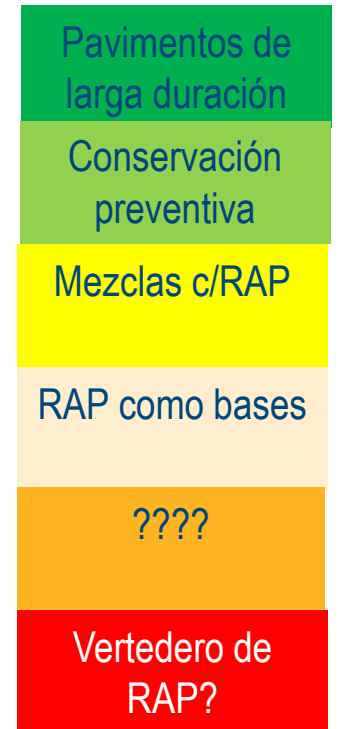 Pavimentos de
larga duración
Conservación
preventiva
Mezclas c/RAP
RAP como bases
????
Vertedero de
RAP?